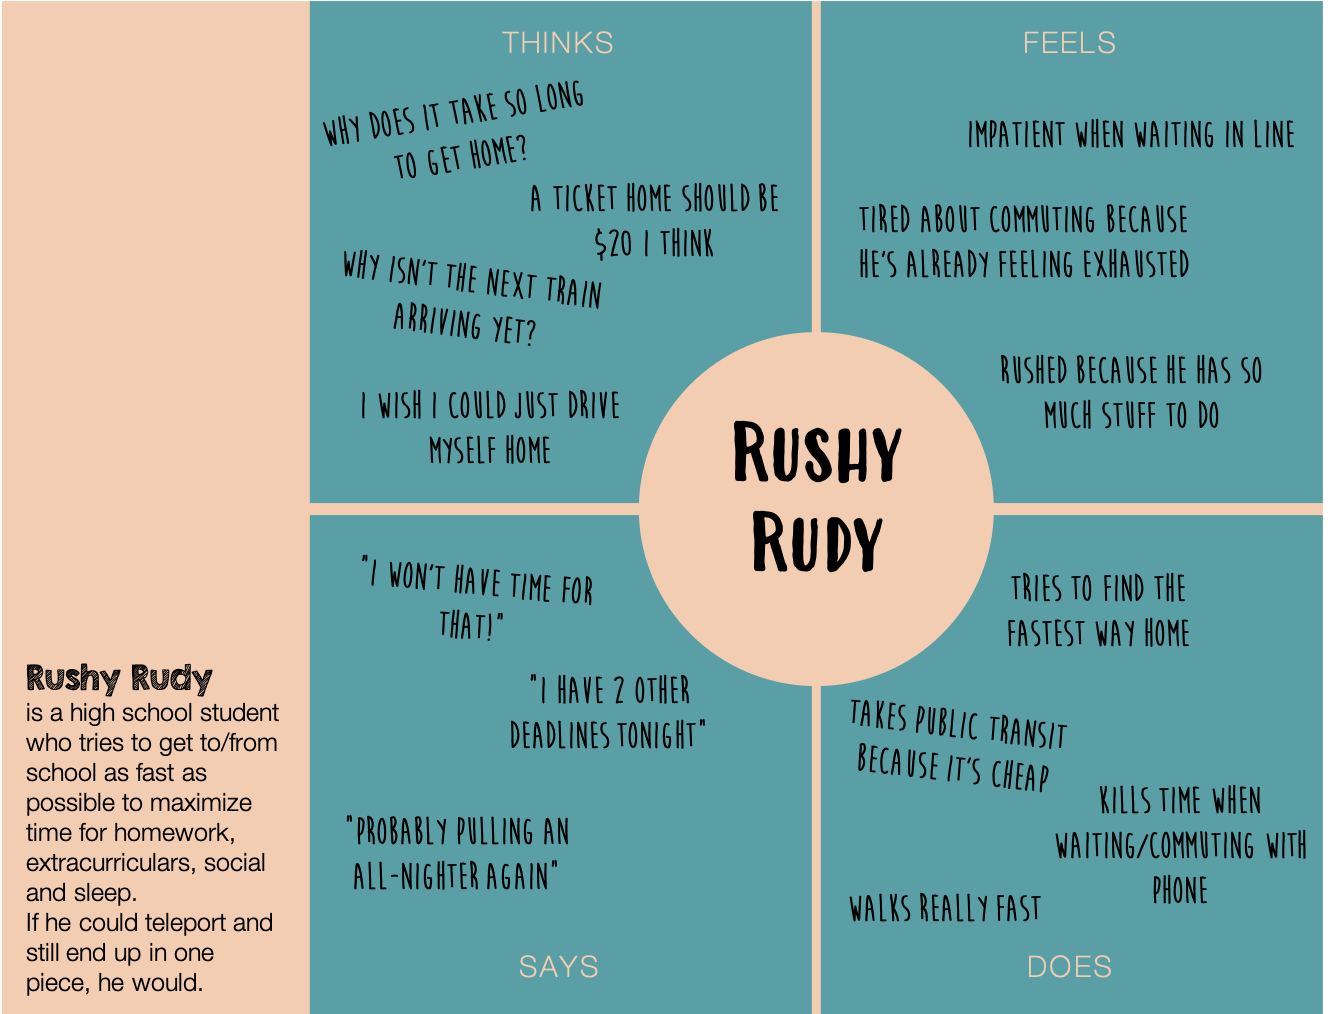 THINKS
WHY DOES IT TAKE SO LONG
TO GET HOME?
A TICKET HOME SHOULD BE
$20 I THINK
WHY ISN'T THE NEXT TRAIN
ARRIVING YET?
I WISH I COULD JUST DRIVE
MYSELF HOME
FEELS
IMPATIENT WHEN WAITING IN LINE
TIRED ABOUT COMMUTING BECAUSE
HE'S ALREADY FEELING EXHAUSTED
RUSHED BECAUSE HE HAS SO
MUCH STUFF TO DO
RUSHY
RUDY
"I WON'T HAVE TIME FOR
THAT!"
"I HAVE 2 OTHER
DEADLINES TONIGHT"
"PROBABLY PULLING AN
ALL-NIGHTER AGAIN"
SAYS
TRIES TO FIND THE
FASTEST WAY HOME
TAKES PUBLIC TRANSIT
BECAUSE IT'S CHEAP
KILLS TIME WHEN
WAITING/COMMUTING WITH
PHONE
WALKS REALLY FAST
DOES
Rushy Rudy
is a high school student
who tries to get to/from
school as fast as
possible to maximize
time for homework,
extracurriculars, social
and sleep.
If he could teleport and
still end up in one
piece, he would.